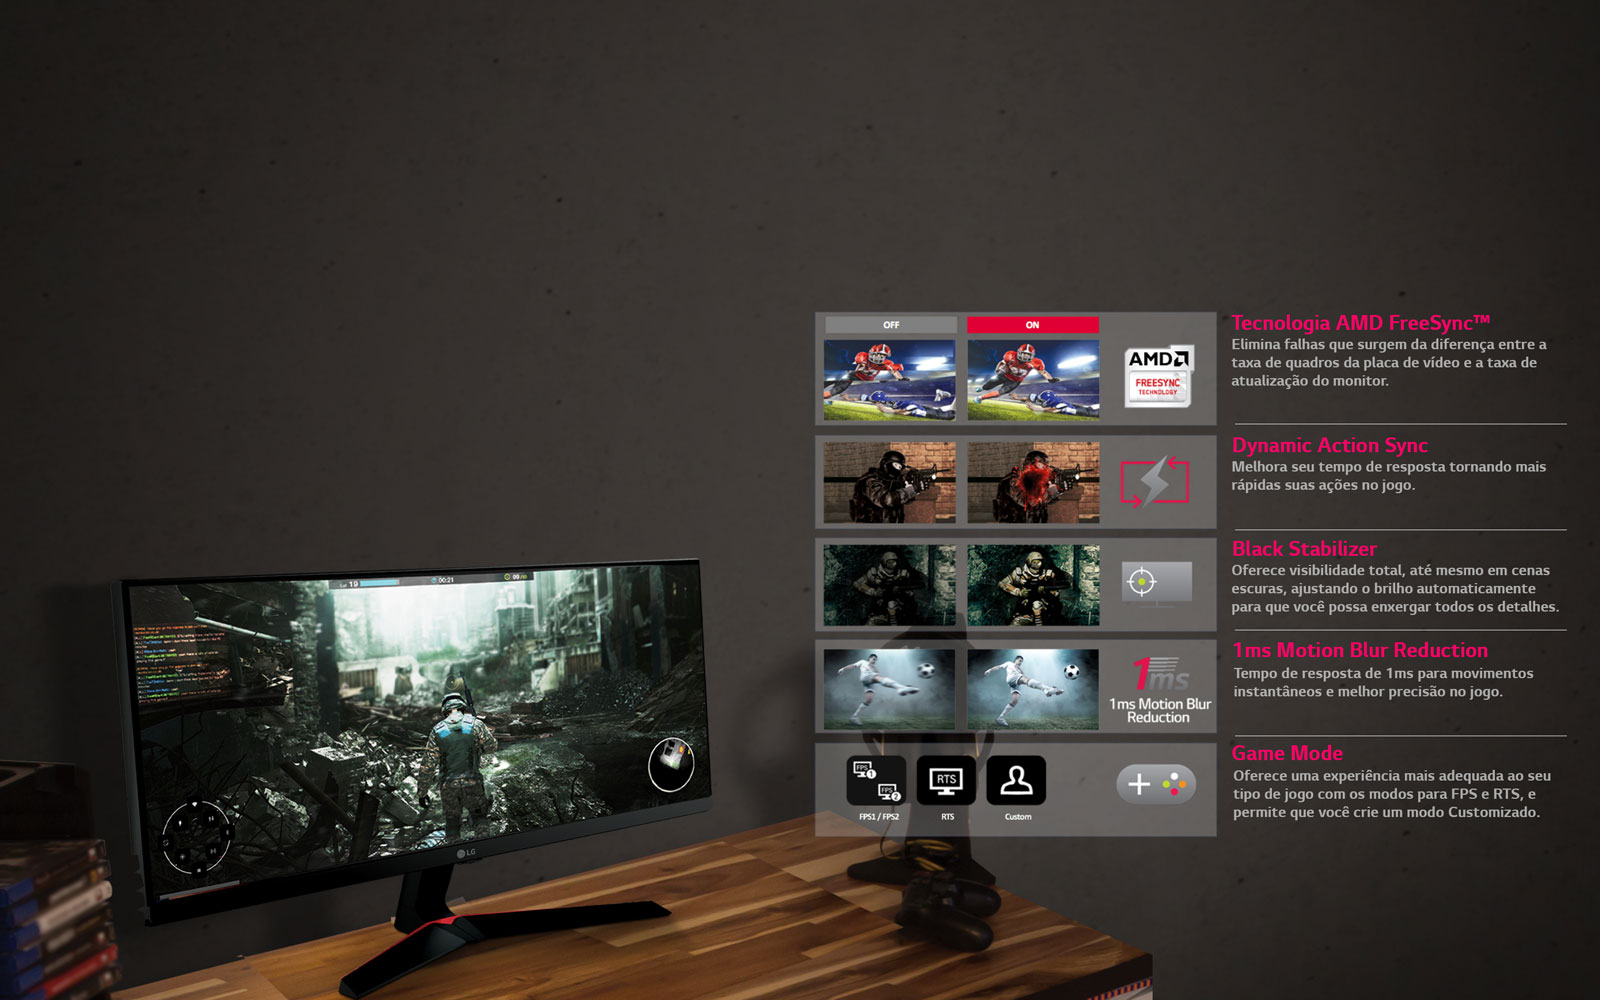 OFF
ON
AMD
FREESYNC
TECHNOLOGY
Tecnologia AMD FreeSync™
Elimina falhas que surgem da diferença entre a
taxa de quadros da placa de vídeo e a taxa de
atualização do monitor.
Dynamic Action Sync
Melhora seu tempo de resposta tornando mais
rápidas suas ações no jogo.
Black Stabilizer
Oferece visibilidade total, até mesmo em cenas
escuras, ajustando o brilho automaticamente
para que você possa enxergar todos os detalhes.
1ms
1ms Motion Blur
Reduction
1ms Motion Blur Reduction
Tempo de resposta de 1ms para movimentos
instantâneos e melhor precisão no jogo.
FPS 1
FPS 2
RTS
FPS1 / FPS2
RTS
Custom
Game Mode
Oferece uma experiência mais adequada ao seu
tipo de jogo com os modos para FPS e RTS, e
permite que você crie um modo Customizado.
19
00:21
LG